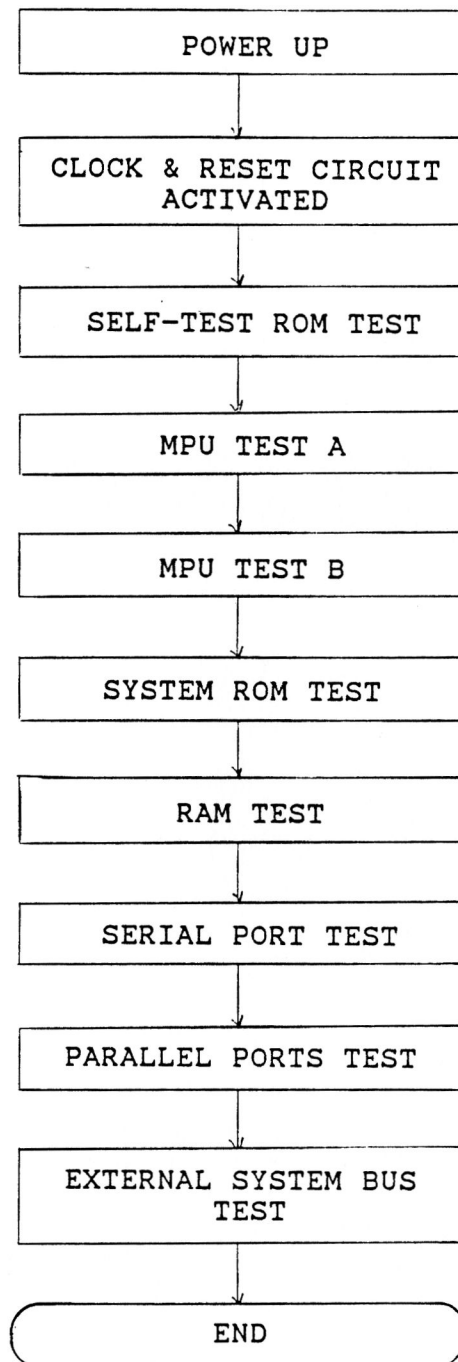 POWER UP
CLOCK & RESET CIRCUIT
ACTIVATED
SELF-TEST ROM TEST
MPU TEST A
MPU TEST B
SYSTEM ROM TEST
RAM TEST
SERIAL PORT TEST
PARALLEL PORTS TEST
EXTERNAL SYSTEM BUS
TEST
END